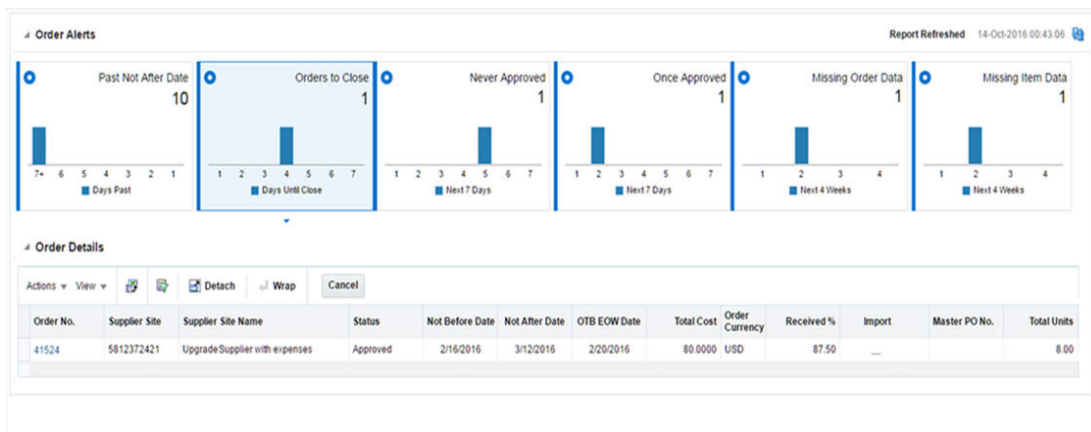 Order Alerts
Report Refreshed 14-Oct-2016 00:43:06
Past Not After Date
10
7+ 6 5 4 3 2 1
Days Past
Orders to Close
1
1 2 3 4 5 6 7
Days Until Close
Never Approved
1
1 2 3 4 5 6 7
Next 7 Days
Once Approved
1
1 2 3 4 5 6 7
Next 7 Days
Missing Order Data
1
1 2 3 4
Next 4 Weeks
Missing Item Data
1
1 2 3 4
Next 4 Weeks
Order Details
Actions View Detach Wrap Cancel
Order No. Supplier Site Supplier Site Name Status Not Before Date Not After Date OTB EOW Date Total Cost Order Currency Received % Import Master PO No. Total Units
41524 5812372421 UpgradeSupplier with expenses Approved 2/16/2016 3/12/2016 2/20/2016 80.0000 USD 87.50 __ 8.00